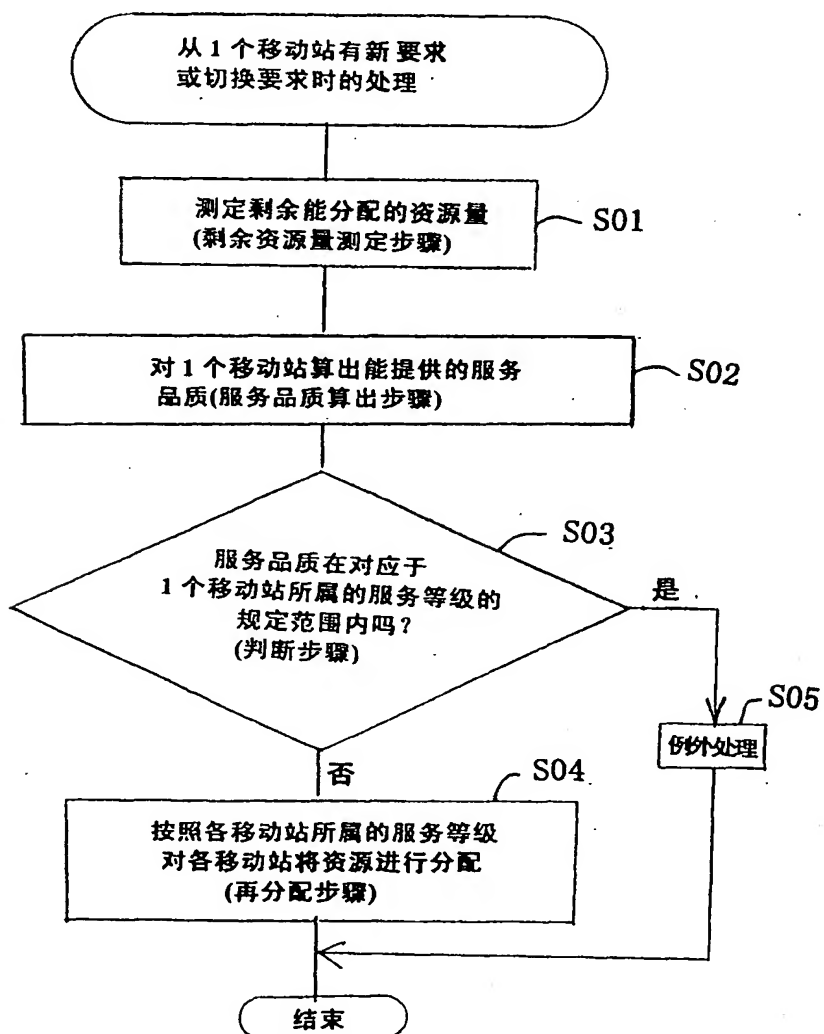 从1个移动站有新要求
或切换要求时的处理
测定剩余能分配的资源量
(剩余资源量测定步骤)
S01
对1个移动站算出能提供的服务
品质(服务品质算出步骤)
S02
服务品质在对应于
1个移动站所属的服务等级的
规定范围内吗?
(判断步骤)
S03
是
S05
例外处理
否
S04
按照各移动站所属的服务等级
对各移动站将资源进行分配
(再分配步骤)
结束